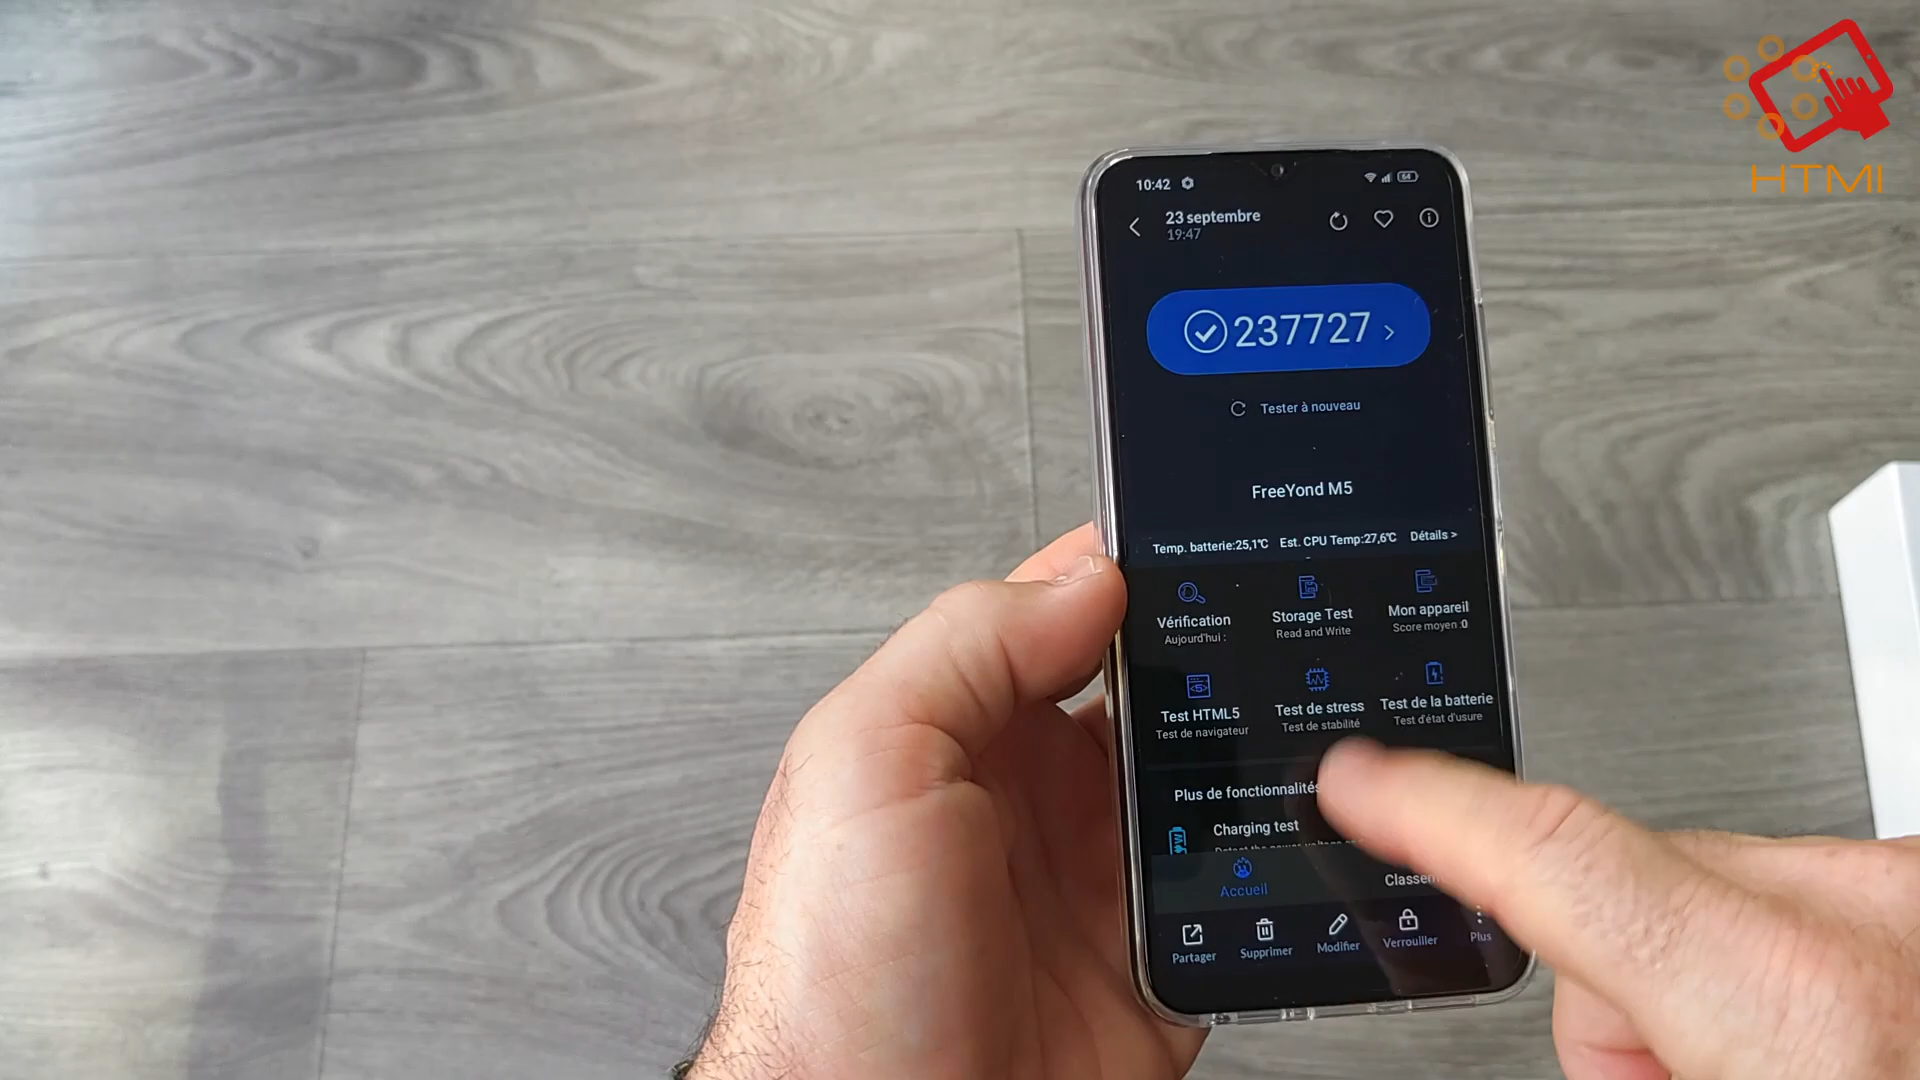 HTMI
10:42
64
23 septembre
19:47
237727
Tester à nouveau
FreeYond M5
Temp. batterie:25,1°C Est. CPU Temp:27,6°C Détails >
Vérification
Aujourd'hui :
Storage Test
Read and Write
Mon appareil
Score moyen :0
Test HTML5
Test de navigateur
Test de stress
Test de stabilité
Test de la batterie
Test d'état d'usure
Plus de fonctionnalités
Charging test
Accueil
Partager
Supprimer
Modifier
Verrouiller
Plus